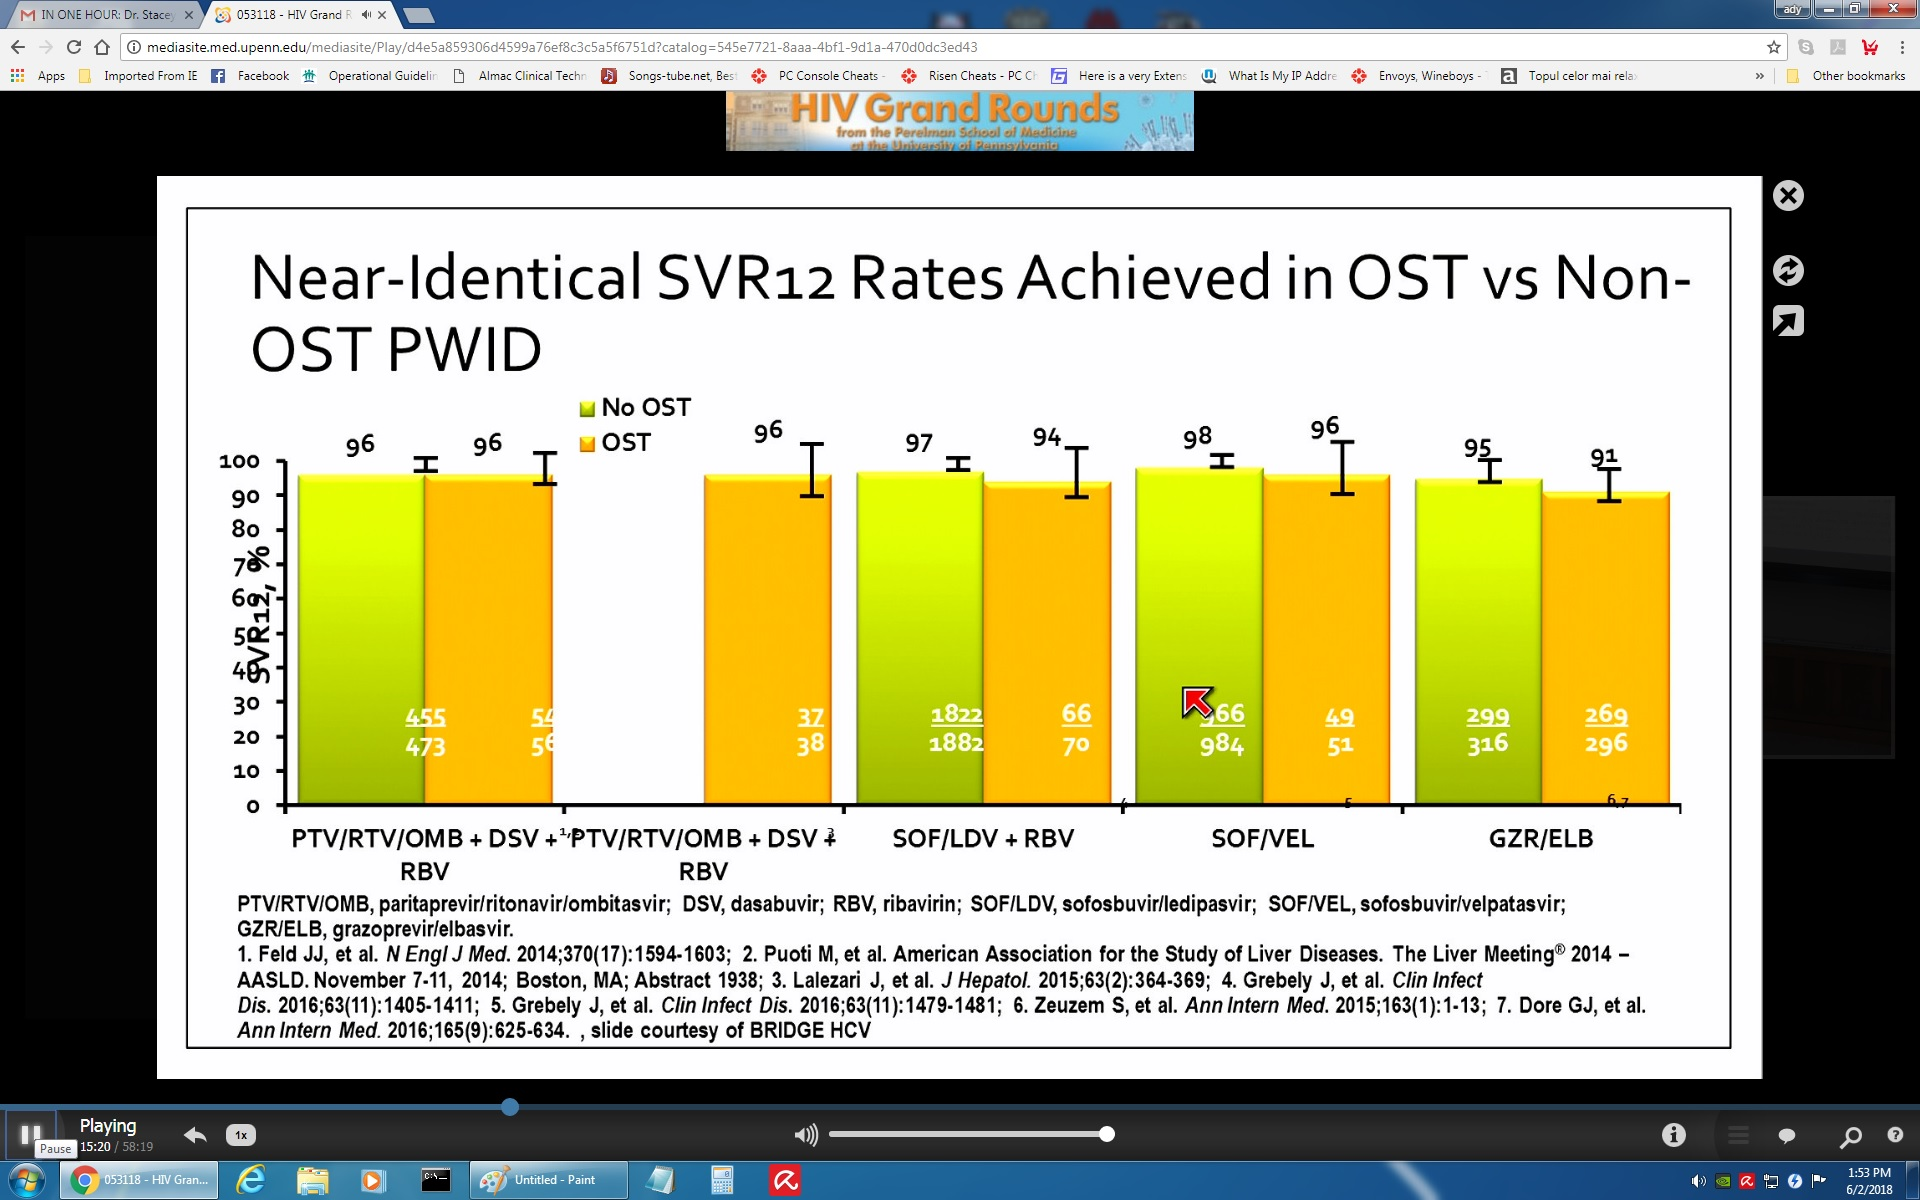 IN ONE HOUR: Dr. Stacey
053118 - HIV Grand R
ady
mediasite.med.upenn.edu/mediasite/Play/d4e5a859306d4599a76ef8c3c5a5f6751d?catalog=545e7721-8aaa-4bf1-9d1a-470d0dc3ed43
Apps Imported From IE Facebook Operational Guidelin Almac Clinical Techn Songs-tube.net, Bes PC Console Cheats - Risen Cheats - PC Ch Here is a very Extens What Is My IP Addre Envoys, Wineboys - Topul celor mai rela » Other bookmarks
HIV Grand Rounds
from the Perelman School of Medicine
at the University of Pennsylvania
Near-Identical SVR12 Rates Achieved in OST vs Non-
OST PWID
No OST
OST
96 96 96 97 94 98 96 95 91
SVR12, %
100
90
80
70
60
50
40
30
20
10
0
455 54 37 1822 66 966 49 299 269
473 56 38 1882 70 984 51 316 296
5 6,7
PTV/RTV/OMB + DSV + PTV/RTV/OMB + DSV + 3 SOF/LDV + RBV SOF/VEL GZR/ELB
RBV RBV
PTV/RTV/OMB, paritaprevir/ritonavir/ombitasvir; DSV, dasabuvir; RBV, ribavirin; SOF/LDV, sofosbuvir/ledipasvir; SOF/VEL, sofosbuvir/velpatasvir;
GZR/ELB, grazoprevir/elbasvir.
1. Feld JJ, et al. N Engl J Med. 2014;370(17):1594-1603; 2. Puoti M, et al. American Association for the Study of Liver Diseases. The Liver Meeting® 2014 –
AASLD. November 7-11, 2014; Boston, MA; Abstract 1938; 3. Lalezari J, et al. J Hepatol. 2015;63(2):364-369; 4. Grebely J, et al. Clin Infect
Dis. 2016;63(11):1405-1411; 5. Grebely J, et al. Clin Infect Dis. 2016;63(11):1479-1481; 6. Zeuzem S, et al. Ann Intern Med. 2015;163(1):1-13; 7. Dore GJ, et al.
Ann Intern Med. 2016;165(9):625-634. , slide courtesy of BRIDGE HCV
Playing
15:20 / 58:19
1x
Pause
053118 - HIV Gran...
Untitled - Paint
1:53 PM
6/2/2018